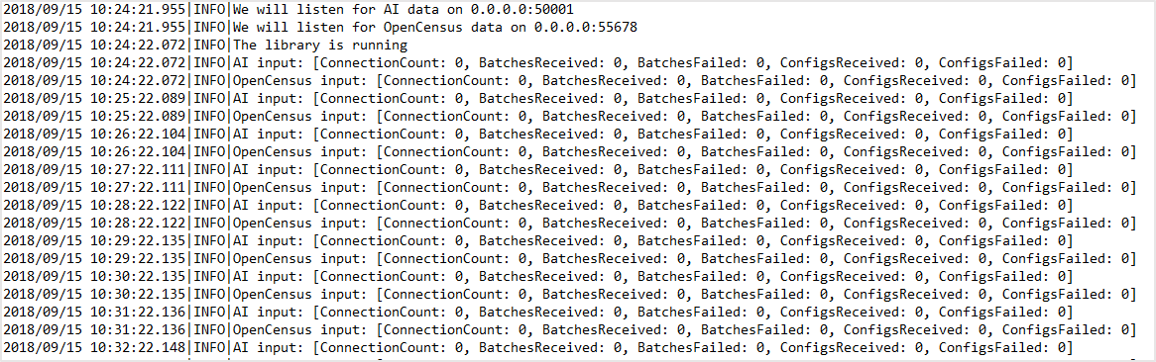 2018/09/15 10:24:21.955|INFO|We will listen for AI data on 0.0.0.0:50001
2018/09/15 10:24:21.955|INFO|We will listen for OpenCensus data on 0.0.0.0:55678
2018/09/15 10:24:22.072|INFO|The library is running
2018/09/15 10:24:22.072|INFO|AI input: [ConnectionCount: 0, BatchesReceived: 0, BatchesFailed: 0, ConfigsReceived: 0, ConfigsFailed: 0]
2018/09/15 10:24:22.072|INFO|OpenCensus input: [ConnectionCount: 0, BatchesReceived: 0, BatchesFailed: 0, ConfigsReceived: 0, ConfigsFailed: 0]
2018/09/15 10:25:22.089|INFO|AI input: [ConnectionCount: 0, BatchesReceived: 0, BatchesFailed: 0, ConfigsReceived: 0, ConfigsFailed: 0]
2018/09/15 10:25:22.089|INFO|OpenCensus input: [ConnectionCount: 0, BatchesReceived: 0, BatchesFailed: 0, ConfigsReceived: 0, ConfigsFailed: 0]
2018/09/15 10:26:22.104|INFO|AI input: [ConnectionCount: 0, BatchesReceived: 0, BatchesFailed: 0, ConfigsReceived: 0, ConfigsFailed: 0]
2018/09/15 10:26:22.104|INFO|OpenCensus input: [ConnectionCount: 0, BatchesReceived: 0, BatchesFailed: 0, ConfigsReceived: 0, ConfigsFailed: 0]
2018/09/15 10:27:22.111|INFO|AI input: [ConnectionCount: 0, BatchesReceived: 0, BatchesFailed: 0, ConfigsReceived: 0, ConfigsFailed: 0]
2018/09/15 10:27:22.111|INFO|OpenCensus input: [ConnectionCount: 0, BatchesReceived: 0, BatchesFailed: 0, ConfigsReceived: 0, ConfigsFailed: 0]
2018/09/15 10:28:22.122|INFO|AI input: [ConnectionCount: 0, BatchesReceived: 0, BatchesFailed: 0, ConfigsReceived: 0, ConfigsFailed: 0]
2018/09/15 10:28:22.122|INFO|OpenCensus input: [ConnectionCount: 0, BatchesReceived: 0, BatchesFailed: 0, ConfigsReceived: 0, ConfigsFailed: 0]
2018/09/15 10:29:22.135|INFO|AI input: [ConnectionCount: 0, BatchesReceived: 0, BatchesFailed: 0, ConfigsReceived: 0, ConfigsFailed: 0]
2018/09/15 10:29:22.135|INFO|OpenCensus input: [ConnectionCount: 0, BatchesReceived: 0, BatchesFailed: 0, ConfigsReceived: 0, ConfigsFailed: 0]
2018/09/15 10:30:22.135|INFO|AI input: [ConnectionCount: 0, BatchesReceived: 0, BatchesFailed: 0, ConfigsReceived: 0, ConfigsFailed: 0]
2018/09/15 10:30:22.135|INFO|OpenCensus input: [ConnectionCount: 0, BatchesReceived: 0, BatchesFailed: 0, ConfigsReceived: 0, ConfigsFailed: 0]
2018/09/15 10:31:22.136|INFO|AI input: [ConnectionCount: 0, BatchesReceived: 0, BatchesFailed: 0, ConfigsReceived: 0, ConfigsFailed: 0]
2018/09/15 10:31:22.136|INFO|OpenCensus input: [ConnectionCount: 0, BatchesReceived: 0, BatchesFailed: 0, ConfigsReceived: 0, ConfigsFailed: 0]
2018/09/15 10:32:22.148|INFO|AI input: [ConnectionCount: 0, BatchesReceived: 0, BatchesFailed: 0, ConfigsReceived: 0, ConfigsFailed: 0]